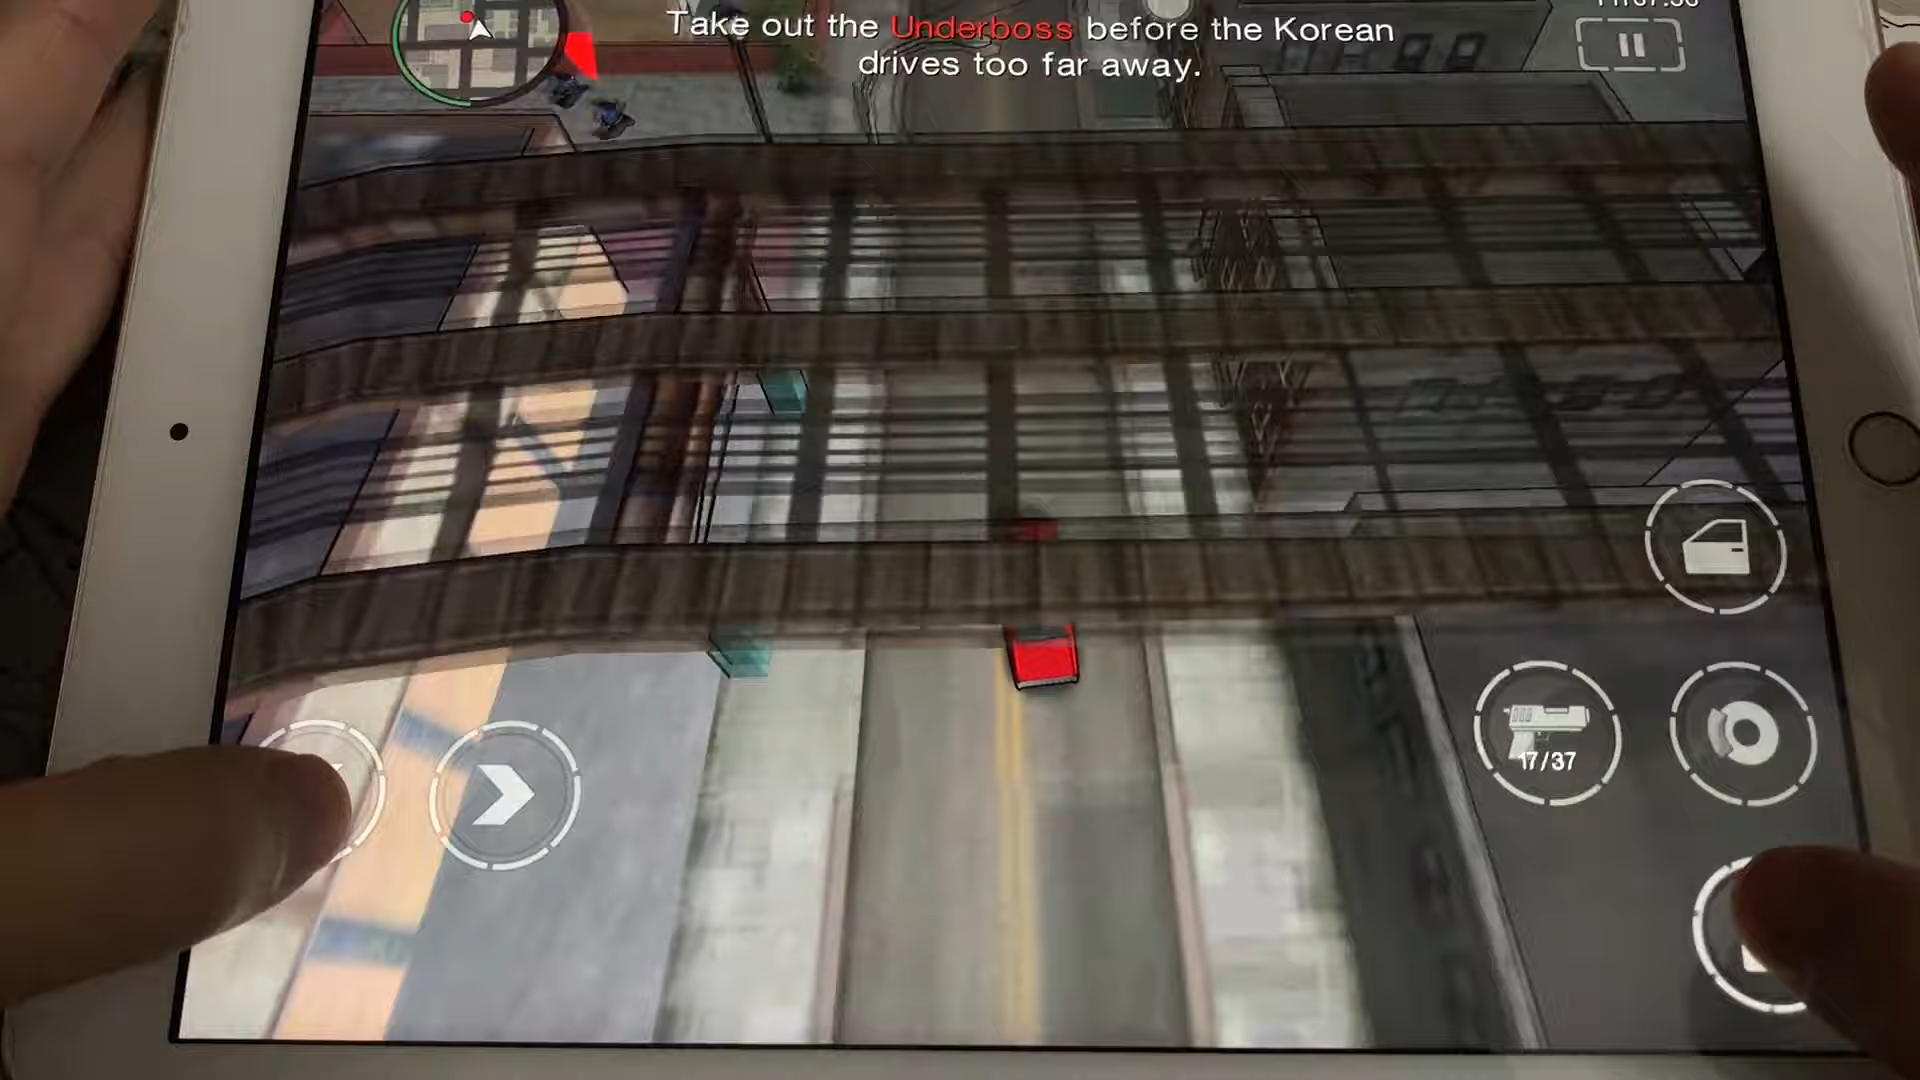 Take out the Underboss before the Korean
drives too far away.
17/37